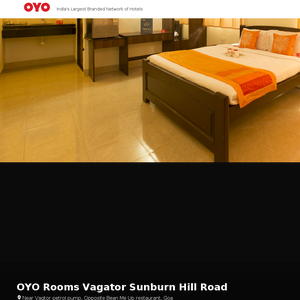 OYO India's Largest Branded Network of Hotels
OYO Rooms Vagator Sunburn Hill Road
Near Vagtor petrol pump, Opposite Bean Me Up restaurant, Goa